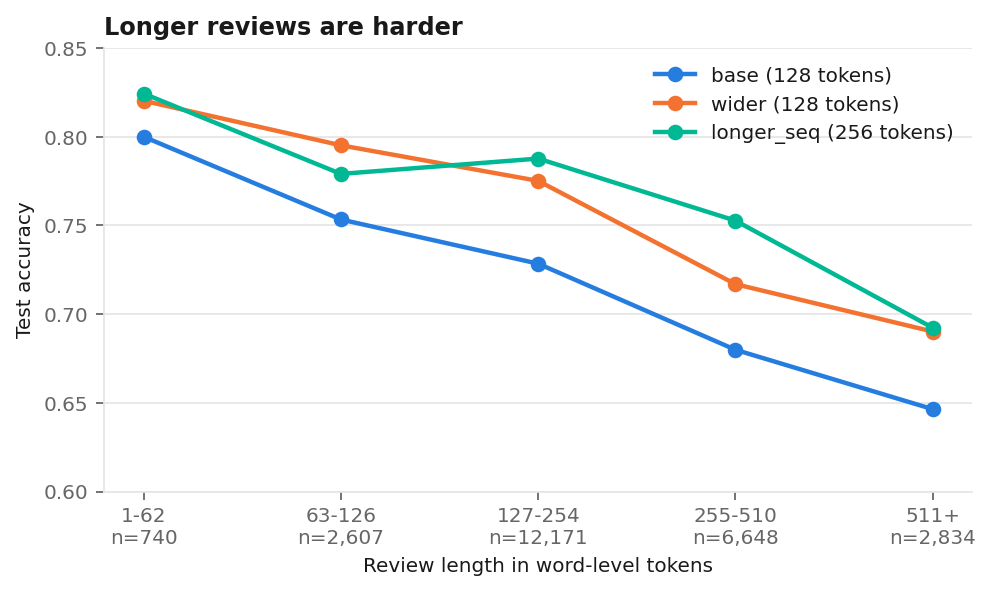 Longer reviews are harder
0.85
0.80
0.75
0.70
0.65
0.60
Test accuracy
base (128 tokens)
wider (128 tokens)
longer_seq (256 tokens)
1-62 63-126 127-254 255-510 511+
n=740 n=2,607 n=12,171 n=6,648 n=2,834
Review length in word-level tokens